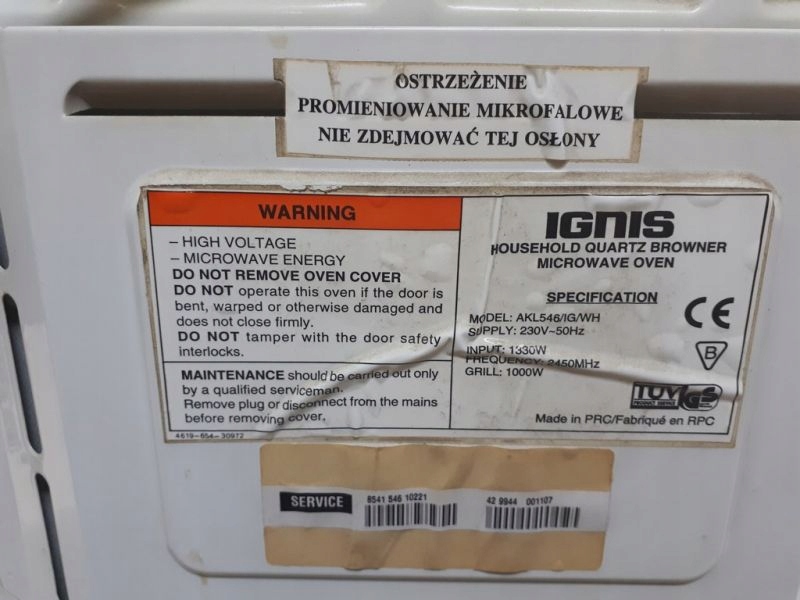 OSTRZEŻENIE
PROMIENIOWANIE MIKROFALOWE
NIE ZDEJMOWAĆ TEJ OSŁONY
WARNING
– HIGH VOLTAGE
– MICROWAVE ENERGY
DO NOT REMOVE OVEN COVER
DO NOT operate this oven if the door is
bent, warped or otherwise damaged and
does not close firmly.
DO NOT tamper with the door safety
interlocks.
MAINTENANCE should be carried out only
by a qualified serviceman.
Remove plug or disconnect from the mains
before removing cover.
4619-654-30972
IGNIS
HOUSEHOLD QUARTZ BROWNER
MICROWAVE OVEN
SPECIFICATION
MODEL: AKL546/IG/WH
SUPPLY: 230V~50Hz
INPUT: 1330W
FREQUENCY: 2450MHz
GRILL: 1000W
CE
B
TUV GS
PRODUCT SERVICE
Made in PRC/Fabriqué en RPC
SERVICE
8541 546 10221
42 9944 001107